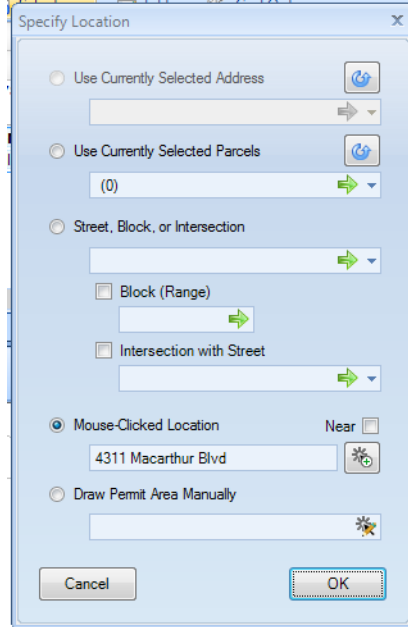 Specify Location
x
Use Currently Selected Address
Use Currently Selected Parcels
(0)
Street, Block, or Intersection
Block (Range)
Intersection with Street
Mouse-Clicked Location Near
4311 Macarthur Blvd
Draw Permit Area Manually
Cancel OK